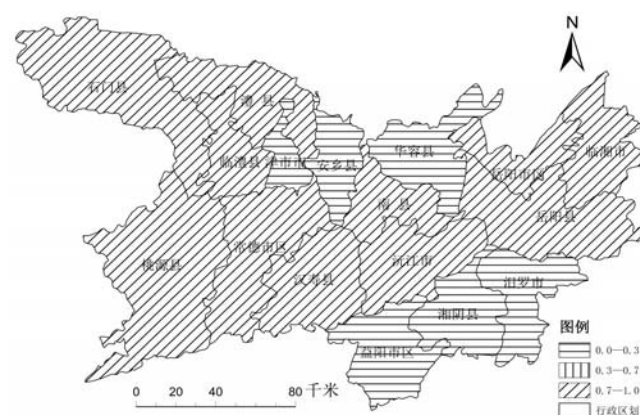 N
石门县
澧 县
临澧县
津市市
安乡县
华容县
岳阳市区
临湘市
南 县
岳阳县
桃源县
常德市区
汉寿县
沅江市
汨罗市
湘阴县
益阳市区
图例
0.0—0.3
0.3—0.7
0.7—1.0
行政区划
0 20 40 80 千米